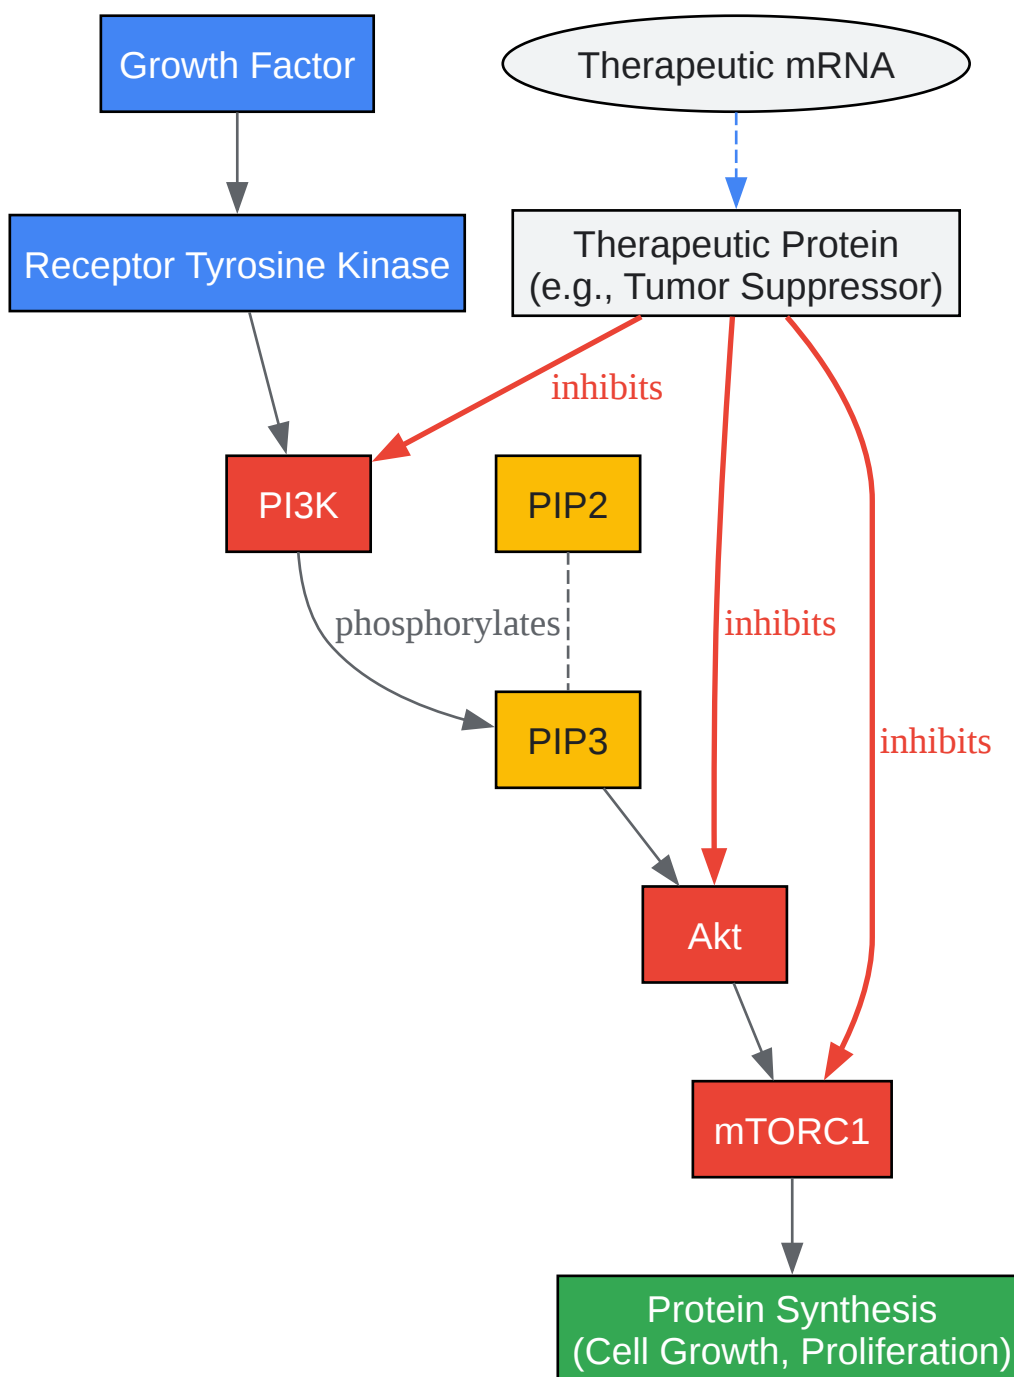 Growth Factor
Therapeutic mRNA
Receptor Tyrosine Kinase
Therapeutic Protein
(e.g., Tumor Suppressor)
inhibits
PI3K
PIP2
phosphorylates
inhibits
PIP3
inhibits
Akt
mTORC1
Protein Synthesis
(Cell Growth, Proliferation)